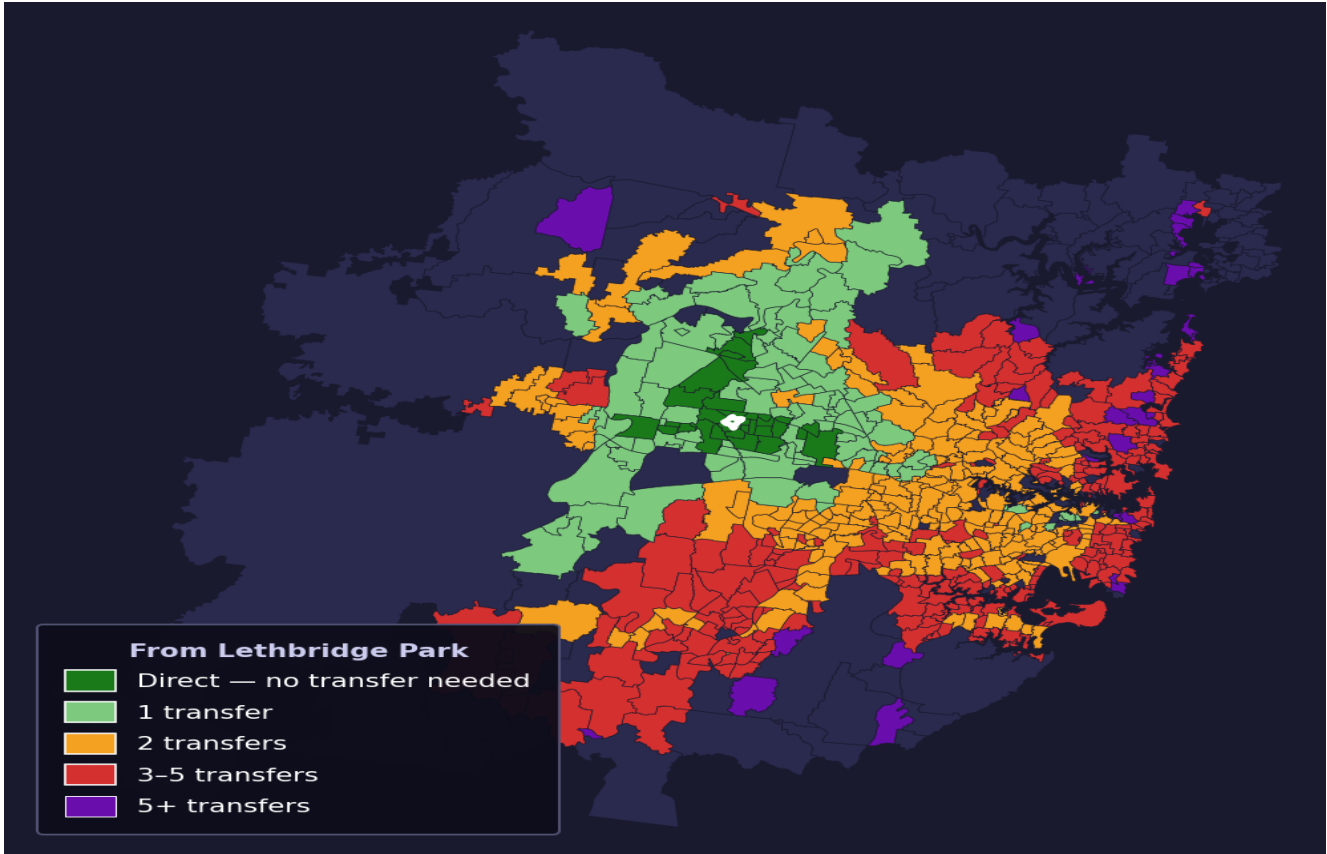 From Lethbridge Park
Direct — no transfer needed
1 transfer
2 transfers
3–5 transfers
5+ transfers